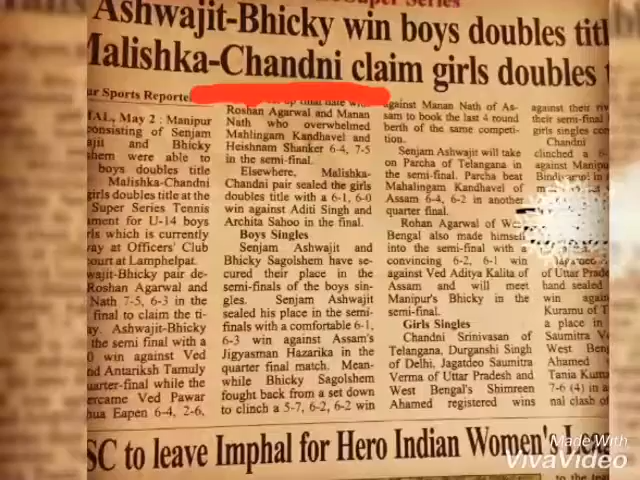 Super Series
Ashwajit-Bhicky win boys doubles
Malishka-Chandni claim girls doubles
Sports Reporter
MAL, May 2 : Manipur
consisting of Senjam
ajit and Bhicky
shem were able to
boys doubles title
Malishka-Chandni
girls doubles title at the
Super Series Tennis
ment for U-14 boys
rls which is currently
way at Officers' Club
ourt at Lamphelpat.
wajit-Bhicky pair de-
Roshan Agarwal and
Nath 7-5, 6-3 in the
final to claim the ti-
ay. Ashwajit-Bhicky
the semi final with a
0 win against Ved
and Antariksh Tamuly
uarter-final while the
ercame Ved Pawar
hua Eapen 6-4, 2-6,
final date with
Roshan Agarwal and Manan
Nath who overwhelmed
Mahlingam Kandhavel and
Heishnam Shanker 6-4, 7-5
in the semi-final.
Elsewhere, Malishka-
Chandni pair sealed the girls
doubles title with a 6-1, 6-0
win against Aditi Singh and
Archita Sahoo in the final.
Boys Singles
Senjam Ashwajit and
Bhicky Sagolshem have se-
cured their place in the
semi-finals of the boys sin-
gles. Senjam Ashwajit
sealed his place in the semi-
finals with a comfortable 6-1,
6-3 win against Assam's
Jigyasman Hazarika in the
quarter final match. Mean-
while Bhicky Sagolshem
fought back from a set down
to clinch a 5-7, 6-2, 6-2 win
against Manan Nath of As-
sam to book the last 4 round
berth of the same competi-
tion.
Senjam Ashwajit will take
on Parcha of Telangana in
the semi-final. Parcha beat
Mahalingam Kandhavel of
Assam 6-4, 6-2 in another
quarter final.
Rohan Agarwal of Wes
Bengal also made himself
into the semi-final with a
convincing 6-2, 6-1 win
against Ved Aditya Kalita of
Assam and will meet
Manipur's Bhicky in the
semi-final.
Girls Singles
Chandni Srinivasan of
Telangana, Durganshi Singh
of Delhi, Jagatdeo Saumitra
Verma of Uttar Pradesh and
West Bengal's Shimreen
Ahamed registered wins
against their riv
their semi-final
girls singles con
Chandni
clinched a 6-
against Manipu
of Uttar Prade
hand sealed
win again
Kuramu of T
a place in
Saumitra V
West Beng
Ahamed
Tania Kuma
7-6 (4) in a
nal clash of
SC to leave Imphal for Hero Indian Women's
Made With
VivaVideo